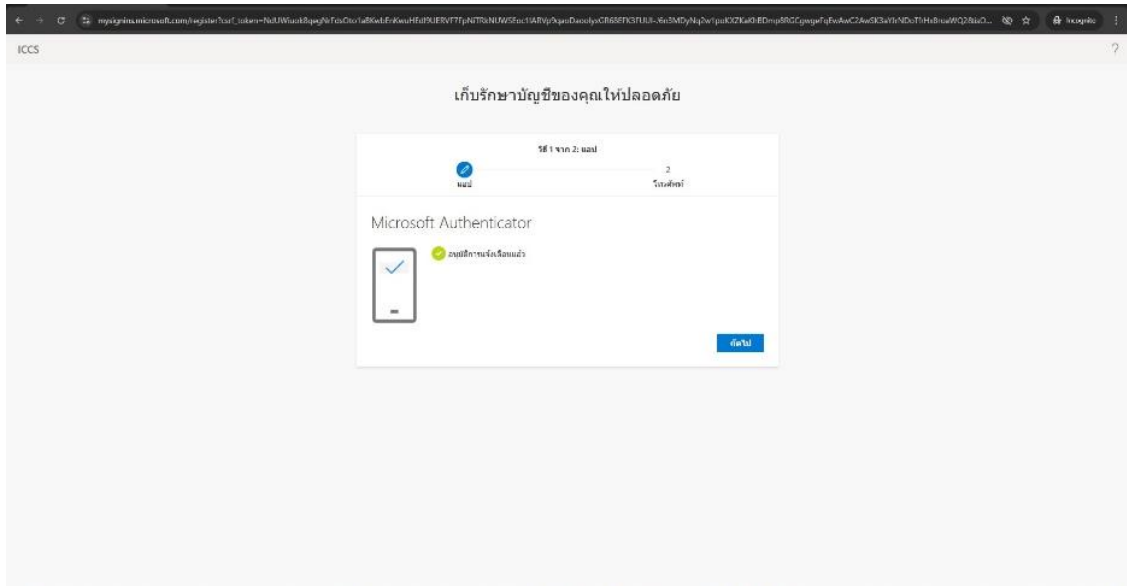 Incognito
ICCS
?
เก็บรักษาบัญชีของคุณให้ปลอดภัย
วิธี 1 จาก 2: แอป
2
แอป
โทรศัพท์
Microsoft Authenticator
อนุมัติการแจ้งเตือนแล้ว
ถัดไป